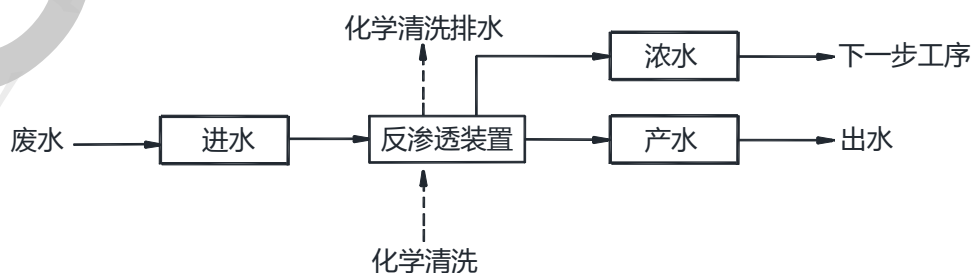 化学清洗排水
浓水
下一步工序
废水
进水
反渗透装置
产水
出水
化学清洗